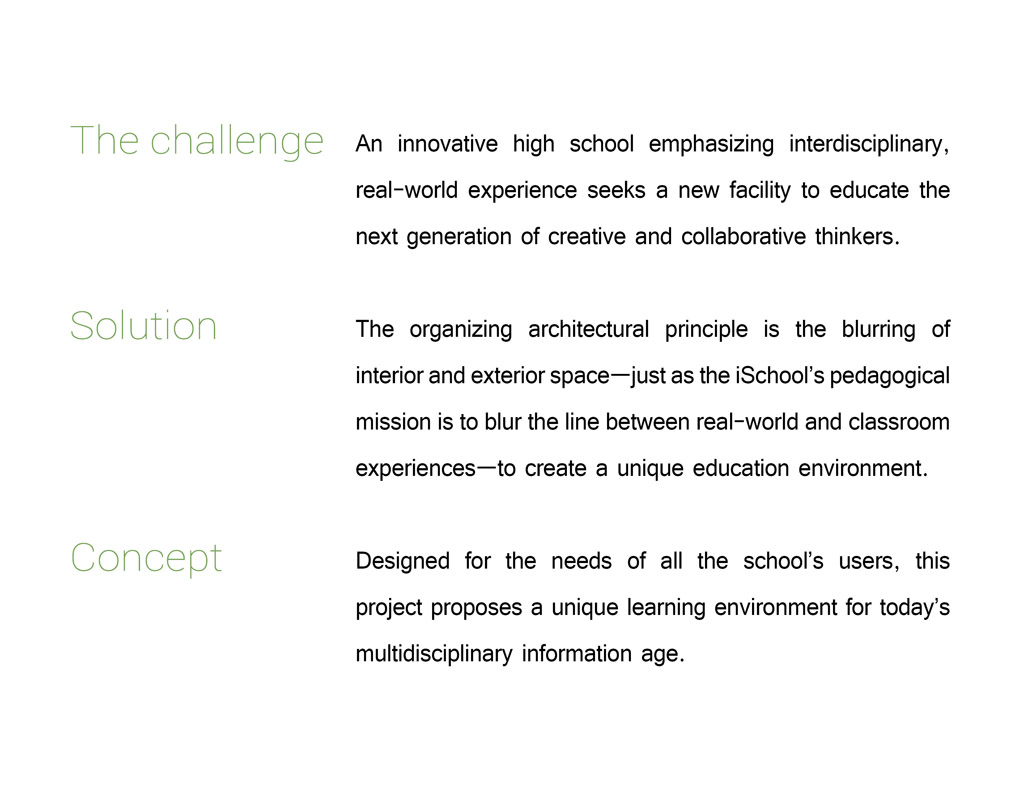 The challenge
An innovative high school emphasizing interdisciplinary,
real-world experience seeks a new facility to educate the
next generation of creative and collaborative thinkers.
Solution
The organizing architectural principle is the blurring of
interior and exterior space—just as the iSchool's pedagogical
mission is to blur the line between real-world and classroom
experiences—to create a unique education environment.
Concept
Designed for the needs of all the school's users, this
project proposes a unique learning environment for today's
multidisciplinary information age.